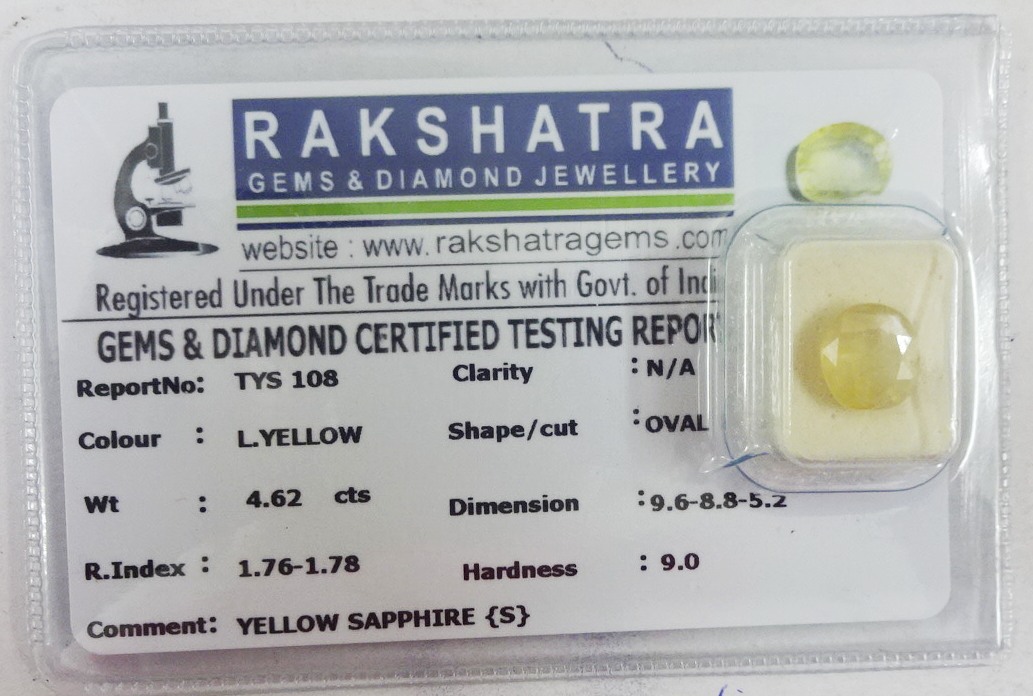 RAKSHATRA
GEMS & DIAMOND JEWELLERY
website : www.rakshatragems.com
Registered Under The Trade Marks with Govt. of Indi
GEMS & DIAMOND CERTIFIED TESTING REPORT
ReportNo: TYS 108 Clarity : N/A
Colour : L.YELLOW Shape/cut : OVAL
Wt : 4.62 cts Dimension : 9.6-8.8-5.2
R.Index : 1.76-1.78 Hardness : 9.0
Comment: YELLOW SAPPHIRE {S}